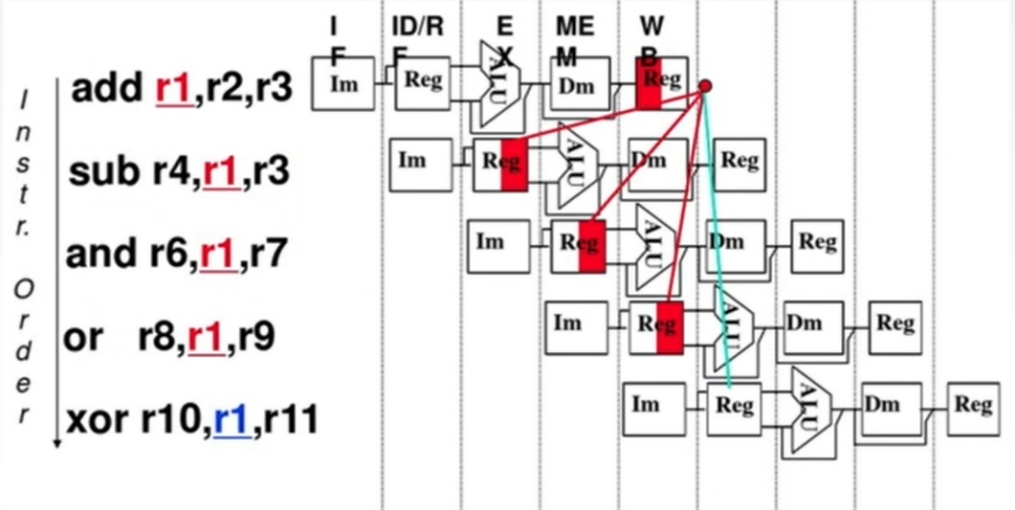 IF ID/RF EX MEM WB
Instr. Order
add r1,r2,r3
Im Reg ALU Dm Reg
sub r4,r1,r3
Im Reg ALU Dm Reg
and r6,r1,r7
Im Reg ALU Dm Reg
or r8,r1,r9
Im Reg ALU Dm Reg
xor r10,r1,r11
Im Reg ALU Dm Reg